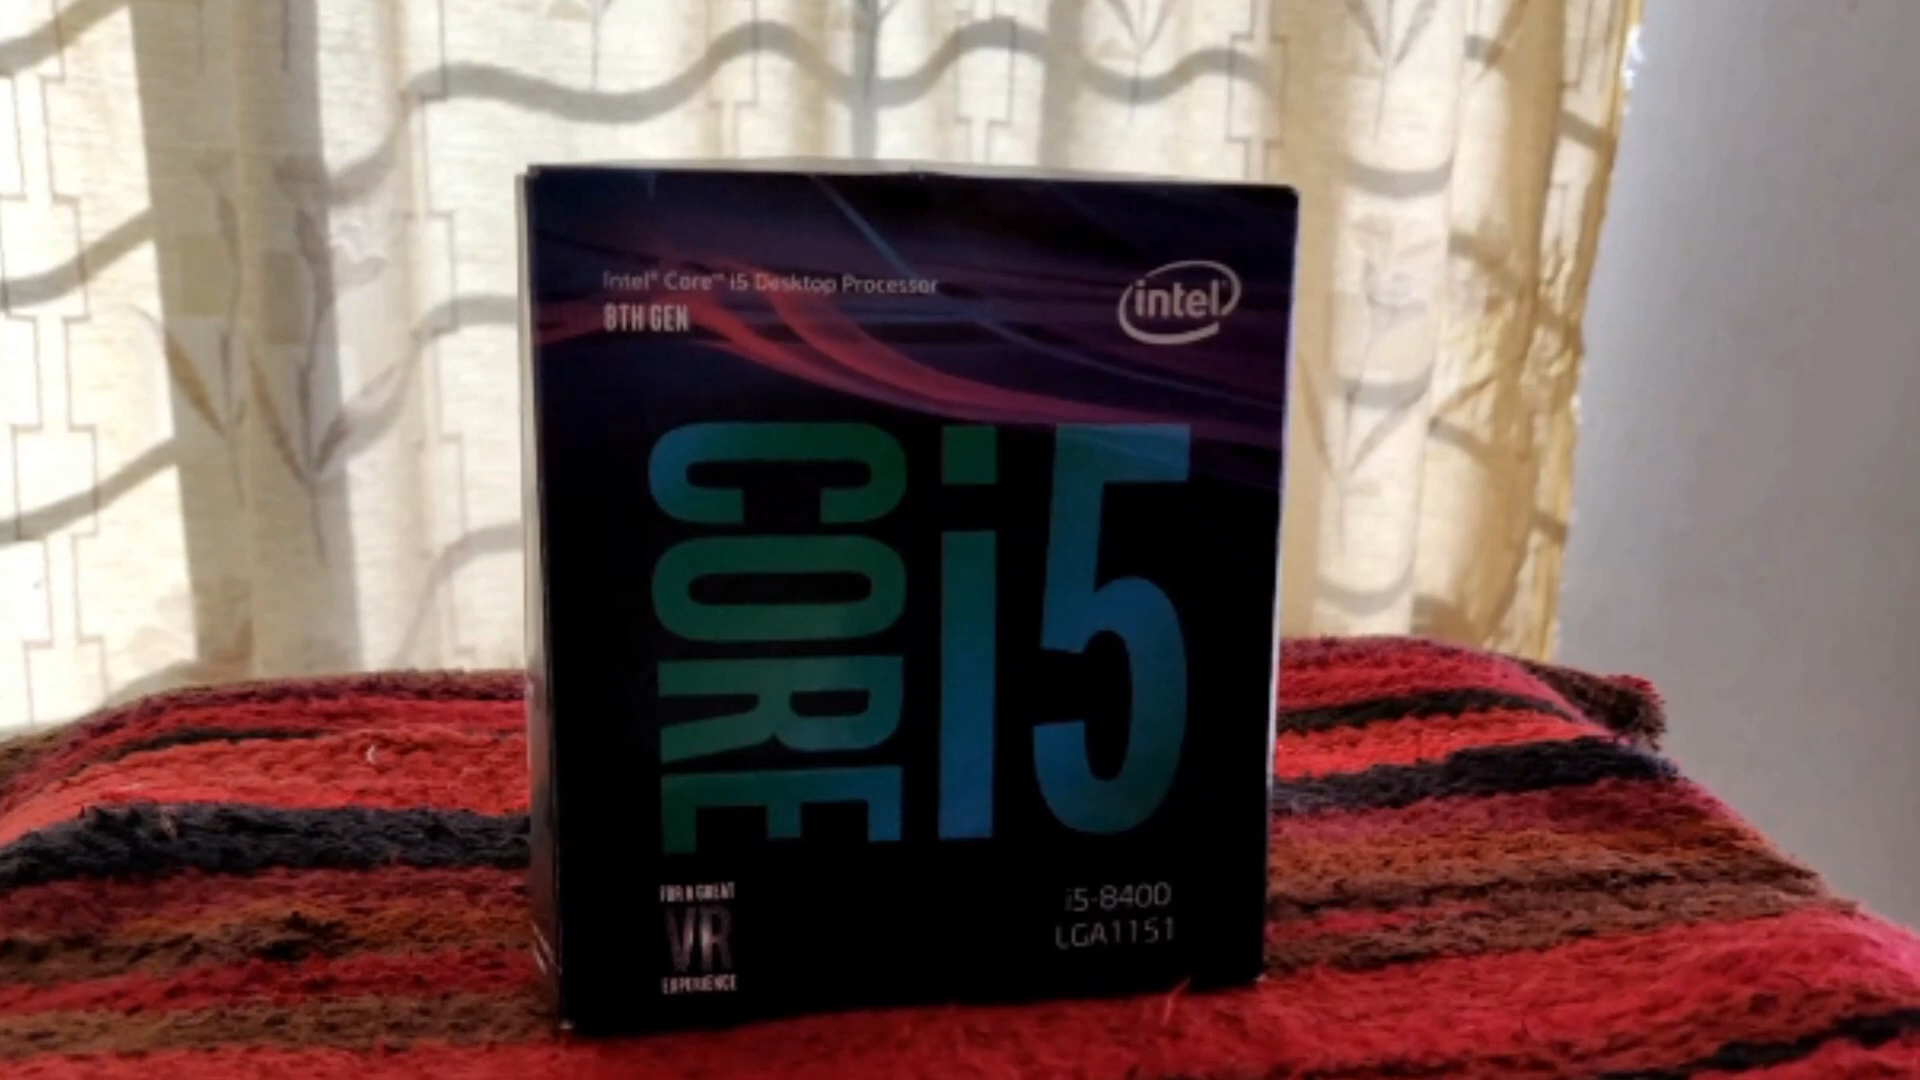 Intel® Core™ i5 Desktop Processor
8TH GEN
intel
CORE i5
FOR A GREAT
VR
EXPERIENCE
i5-8400
LGA1151